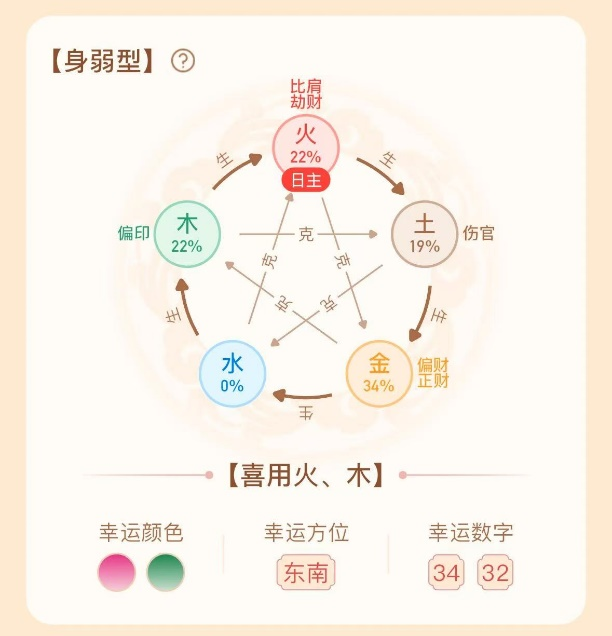 【身弱型】?
比肩
劫财
火
22%
日主
生
生
偏印
木
22%
克
土
19%
伤官
克
克
克
克
生
生
水
0%
金
34%
偏财
正财
生
【喜用火、木】
幸运颜色
幸运方位
幸运数字
东南
34 32